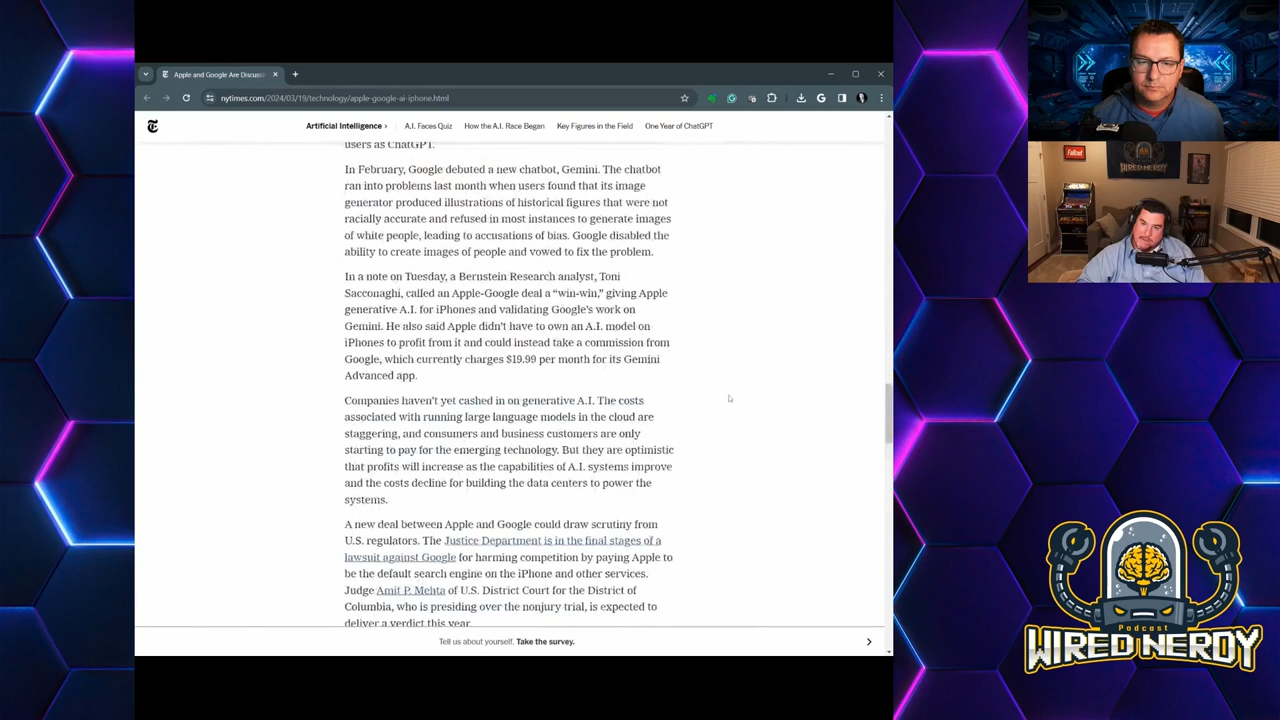 Apple and Google Are Discuss
nytimes.com/2024/03/19/technology/apple-google-ai-iphone.html
Artificial Intelligence › A.I. Faces Quiz How the A.I. Race Began Key Figures in the Field One Year of ChatGPT
users as ChatGPT.
In February, Google debuted a new chatbot, Gemini. The chatbot
ran into problems last month when users found that its image
generator produced illustrations of historical figures that were not
racially accurate and refused in most instances to generate images
of white people, leading to accusations of bias. Google disabled the
ability to create images of people and vowed to fix the problem.
In a note on Tuesday, a Bernstein Research analyst, Toni
Sacconaghi, called an Apple-Google deal a “win-win,” giving Apple
generative A.I. for iPhones and validating Google’s work on
Gemini. He also said Apple didn’t have to own an A.I. model on
iPhones to profit from it and could instead take a commission from
Google, which currently charges $19.99 per month for its Gemini
Advanced app.
Companies haven’t yet cashed in on generative A.I. The costs
associated with running large language models in the cloud are
staggering, and consumers and business customers are only
starting to pay for the emerging technology. But they are optimistic
that profits will increase as the capabilities of A.I. systems improve
and the costs decline for building the data centers to power the
systems.
A new deal between Apple and Google could draw scrutiny from
U.S. regulators. The Justice Department is in the final stages of a
lawsuit against Google for harming competition by paying Apple to
be the default search engine on the iPhone and other services.
Judge Amit P. Mehta of U.S. District Court for the District of
Columbia, who is presiding over the nonjury trial, is expected to
deliver a verdict this year.
Tell us about yourself. Take the survey.
Fallout
WIRED NERDY
Podcast
WIRED NERDY